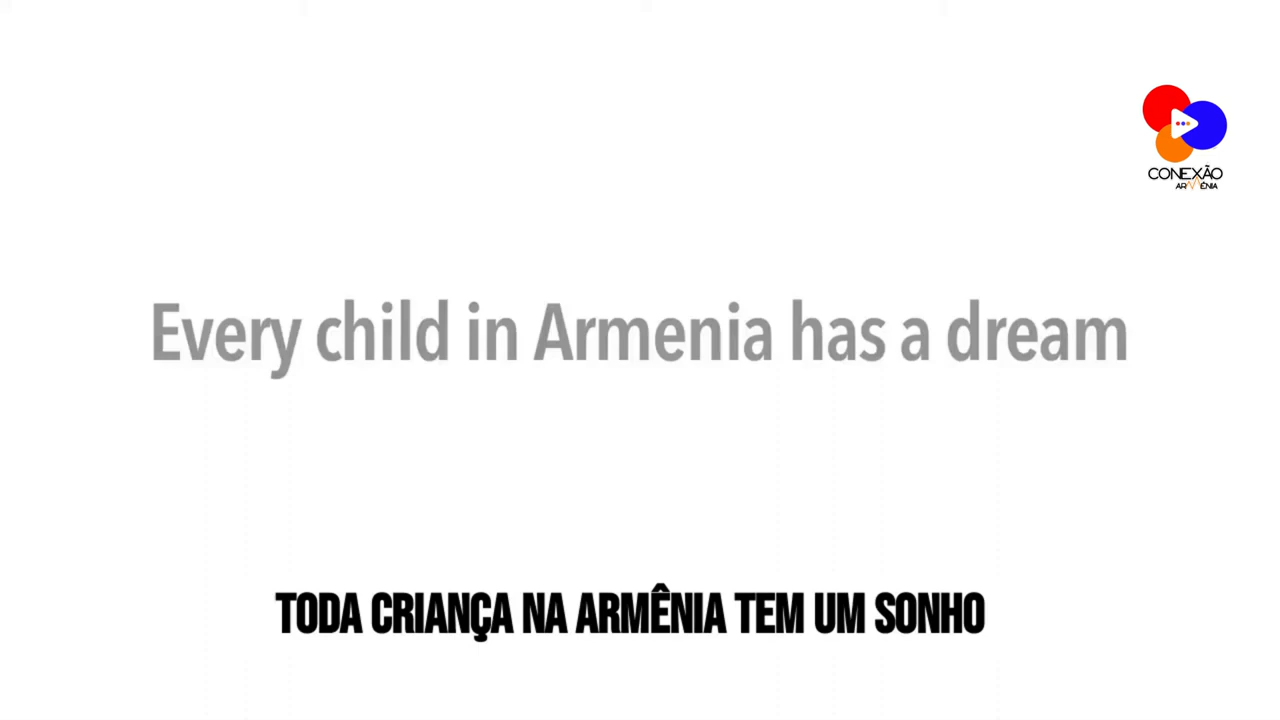 CONEXÃO
ARMÊNIA
Every child in Armenia has a dream
TODA CRIANÇA NA ARMÊNIA TEM UM SONHO